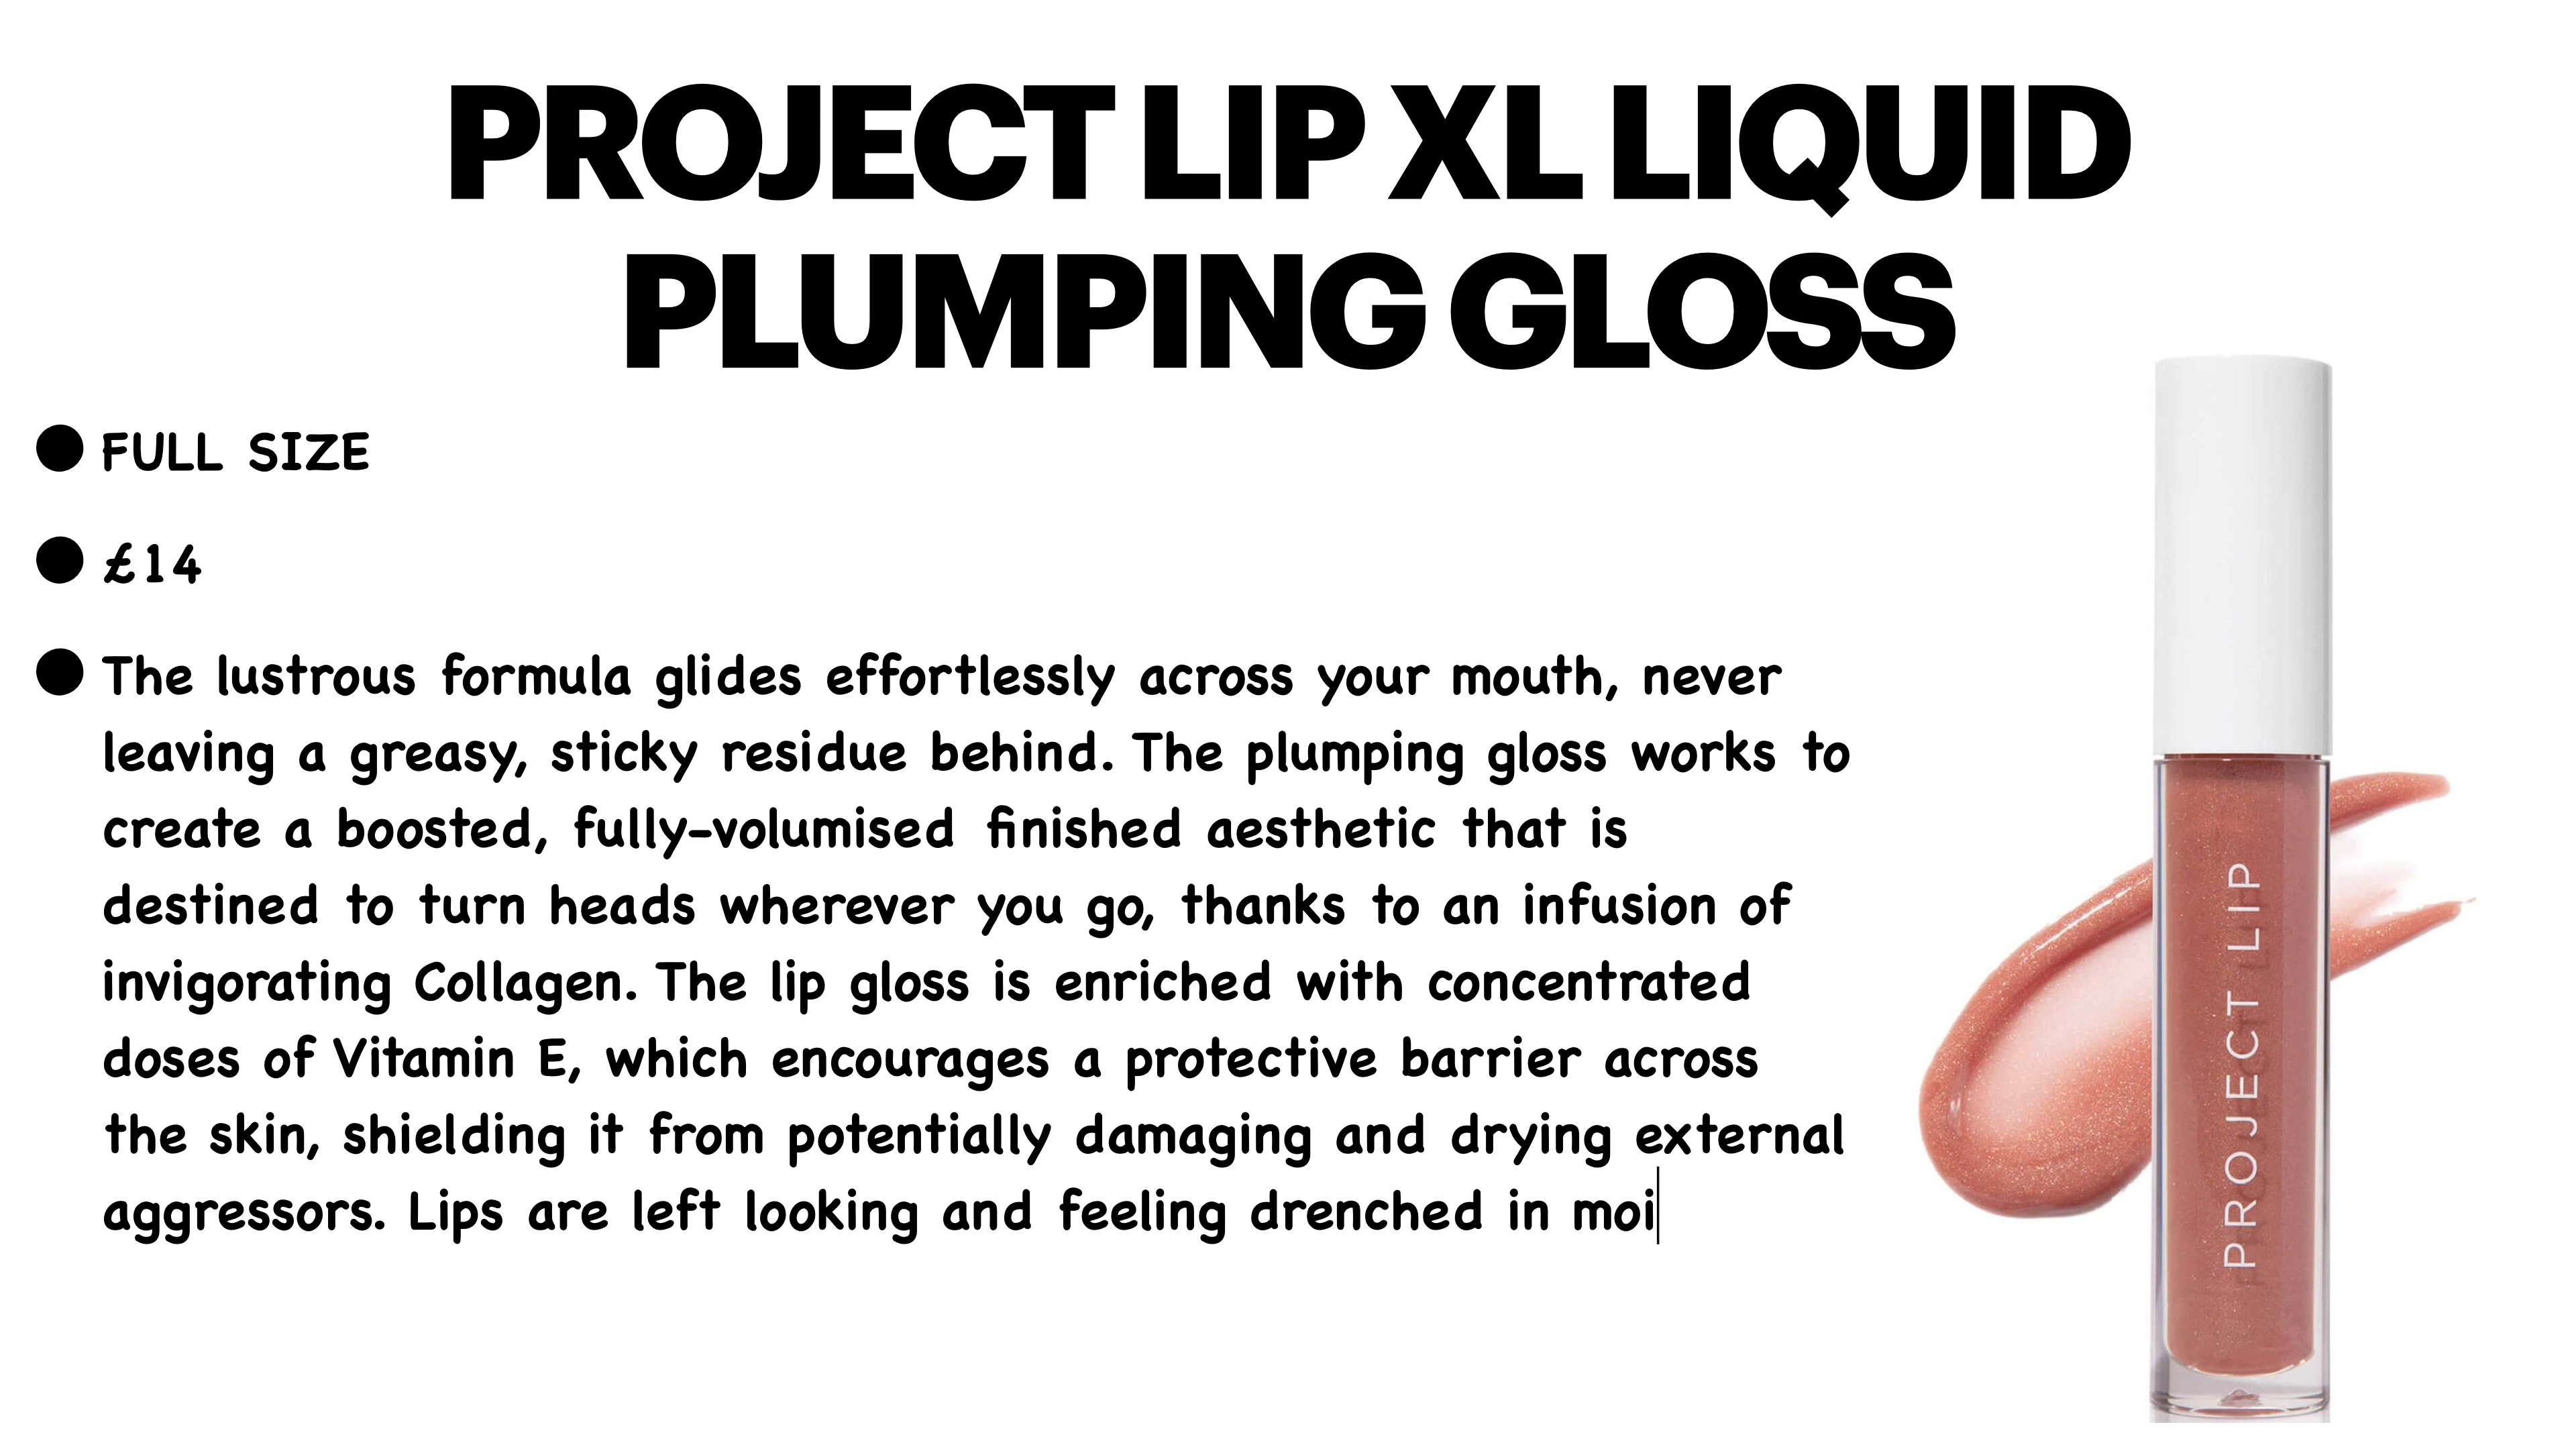 PROJECT LIP XL LIQUID
PLUMPING GLOSS
● FULL SIZE
● £14
● The lustrous formula glides effortlessly across your mouth, never
leaving a greasy, sticky residue behind. The plumping gloss works to
create a boosted, fully-volumised finished aesthetic that is
destined to turn heads wherever you go, thanks to an infusion of
invigorating Collagen. The lip gloss is enriched with concentrated
doses of Vitamin E, which encourages a protective barrier across
the skin, shielding it from potentially damaging and drying external
aggressors. Lips are left looking and feeling drenched in moi
PROJECT LIP